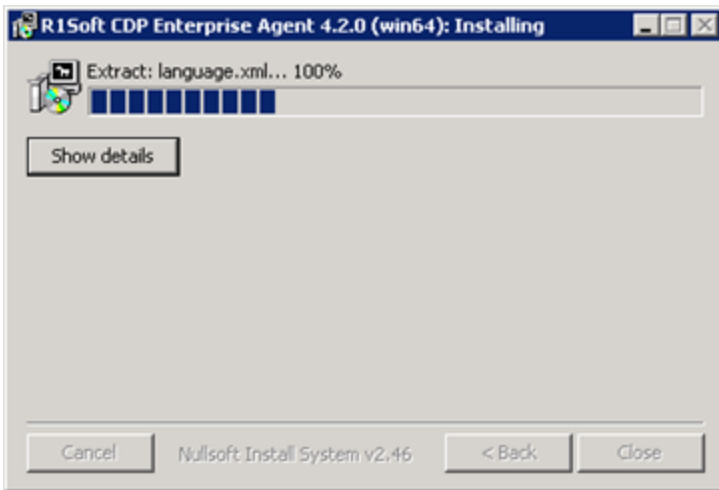 R1Soft CDP Enterprise Agent 4.2.0 (win64): Installing
Extract: language.xml... 100%
Show details
Cancel
Nullsoft Install System v2.46
< Back
Close